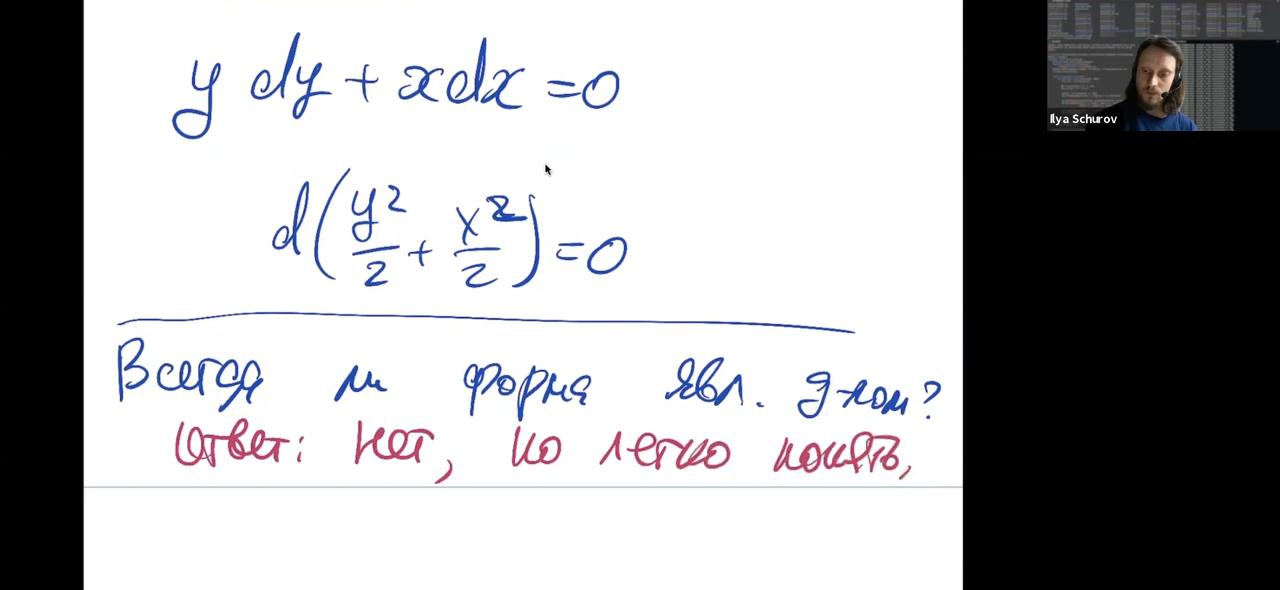 y dy + x dx = 0
d(y²/2 + x²/2) = 0
Всегда ли форма явл. д-лом?
Ответ: нет, но легко понять,
Ilya Schurov